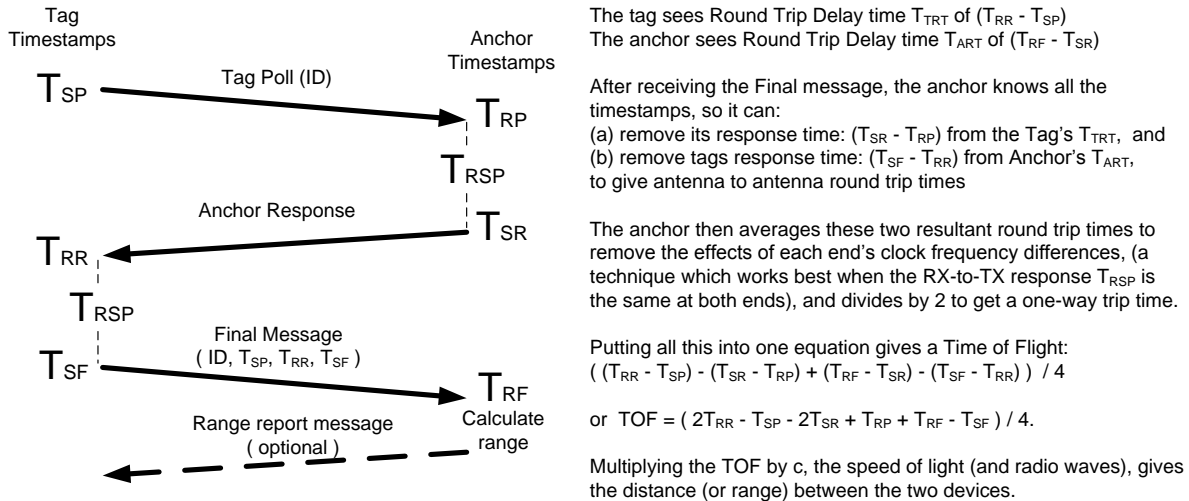 Tag
Timestamps
Anchor
Timestamps
TSP
Tag Poll (ID)
TRP
TRSP
Anchor Response
TSR
TRR
TRSP
Final Message
( ID, TSP, TRR, TSF )
TSF
TRF
Calculate
range
Range report message
( optional )
The tag sees Round Trip Delay time TTRT of (TRR - TSP)
The anchor sees Round Trip Delay time TART of (TRF - TSR)
After receiving the Final message, the anchor knows all the
timestamps, so it can:
(a) remove its response time: (TSR - TRP) from the Tag's TTRT, and
(b) remove tags response time: (TSF - TRR) from Anchor's TART,
to give antenna to antenna round trip times
The anchor then averages these two resultant round trip times to
remove the effects of each end's clock frequency differences, (a
technique which works best when the RX-to-TX response TRSP is
the same at both ends), and divides by 2 to get a one-way trip time.
Putting all this into one equation gives a Time of Flight:
( (TRR - TSP) - (TSR - TRP) + (TRF - TSR) - (TSF - TRR) ) / 4
or TOF = ( 2TRR - TSP - 2TSR + TRP + TRF - TSF ) / 4.
Multiplying the TOF by c, the speed of light (and radio waves), gives
the distance (or range) between the two devices.